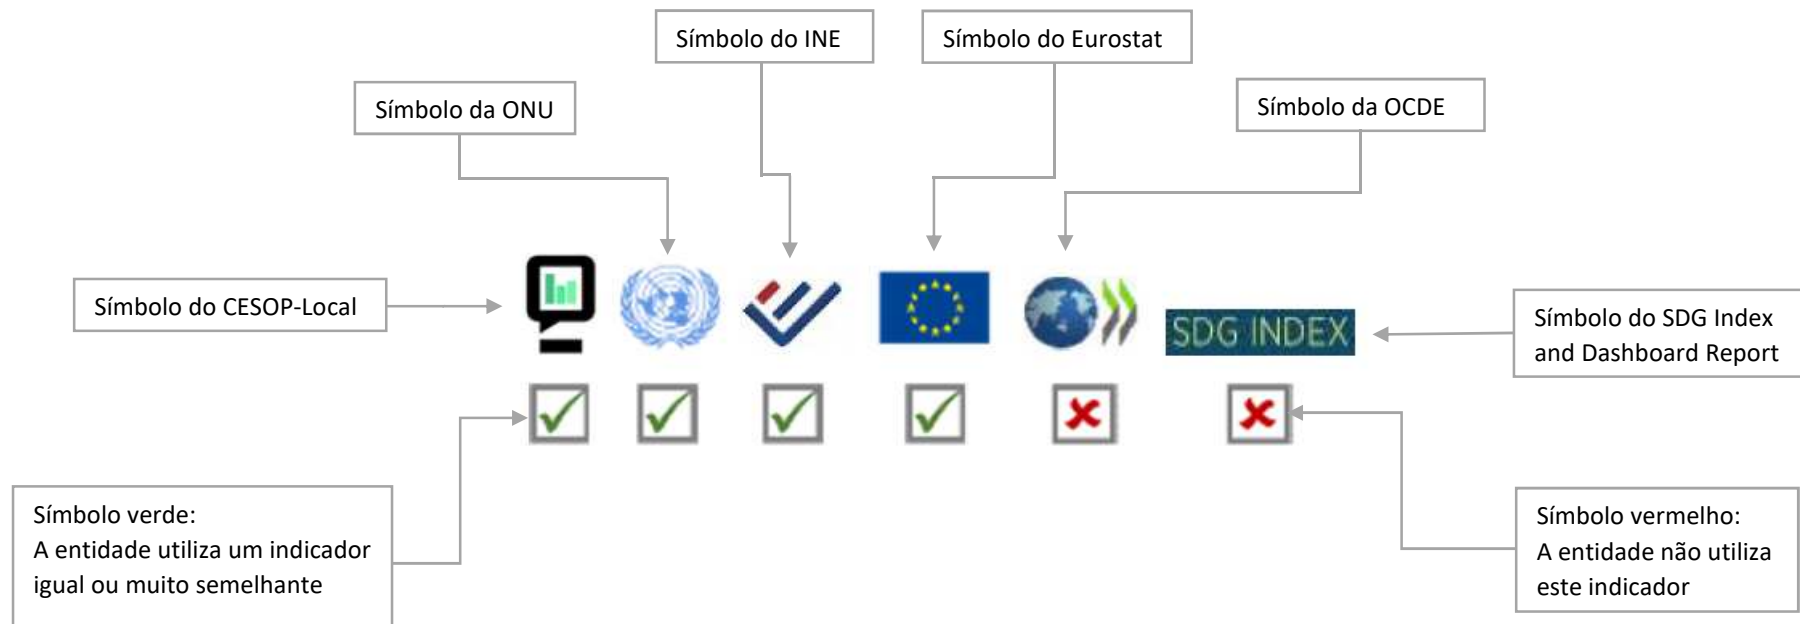 Símbolo do INE
Símbolo do Eurostat
Símbolo da ONU
Símbolo da OCDE
Símbolo do CESOP-Local
SDG INDEX
Símbolo do SDG Index
and Dashboard Report
Símbolo verde:
A entidade utiliza um indicador
igual ou muito semelhante
Símbolo vermelho:
A entidade não utiliza
este indicador